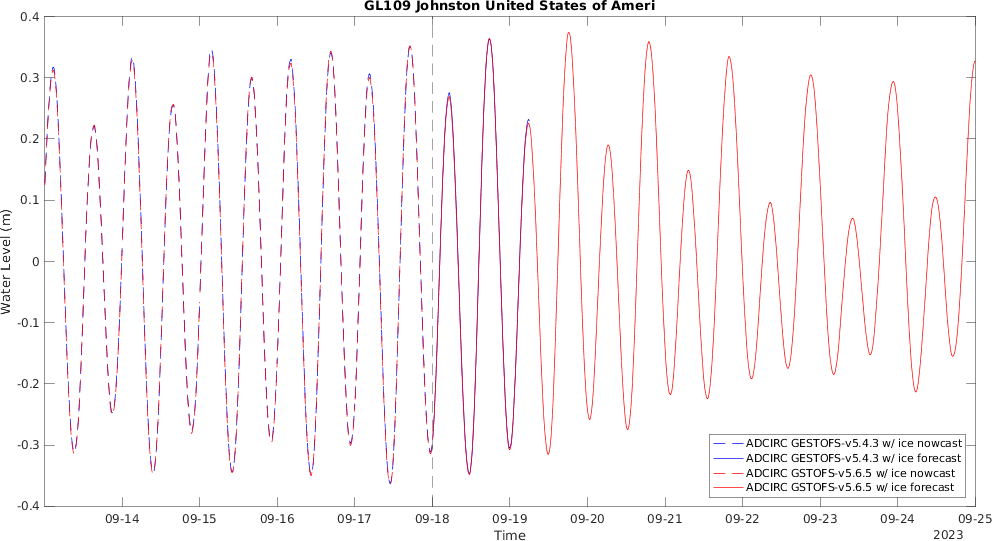 GL109 Johnston United States of Ameri
0.4
0.3
0.2
0.1
0
-0.1
-0.2
-0.3
-0.4
Water Level (m)
ADCIRC GESTOFS-v5.4.3 w/ ice nowcast
ADCIRC GESTOFS-v5.4.3 w/ ice forecast
ADCIRC GSTOFS-v5.6.5 w/ ice nowcast
ADCIRC GSTOFS-v5.6.5 w/ ice forecast
09-14 09-15 09-16 09-17 09-18 09-19 09-20 09-21 09-22 09-23 09-24 09-25
Time
2023